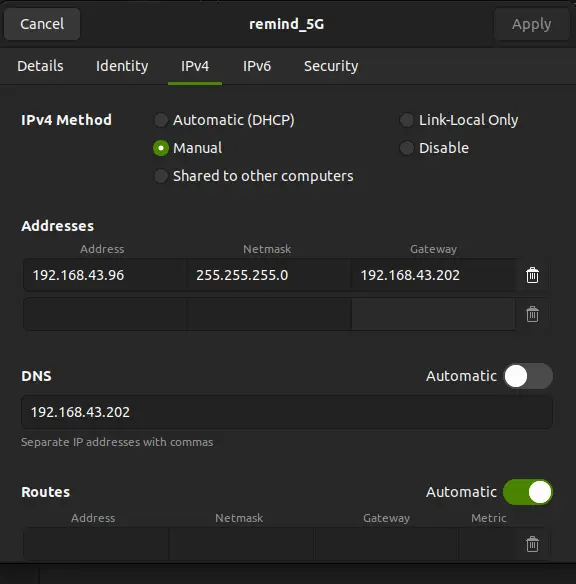 Cancel remind_5G Apply
Details Identity IPv4 IPv6 Security
IPv4 Method Automatic (DHCP) Link-Local Only
Manual Disable
Shared to other computers
Addresses
Address Netmask Gateway
192.168.43.96 255.255.255.0 192.168.43.202
DNS Automatic
192.168.43.202
Separate IP addresses with commas
Routes Automatic
Address Netmask Gateway Metric